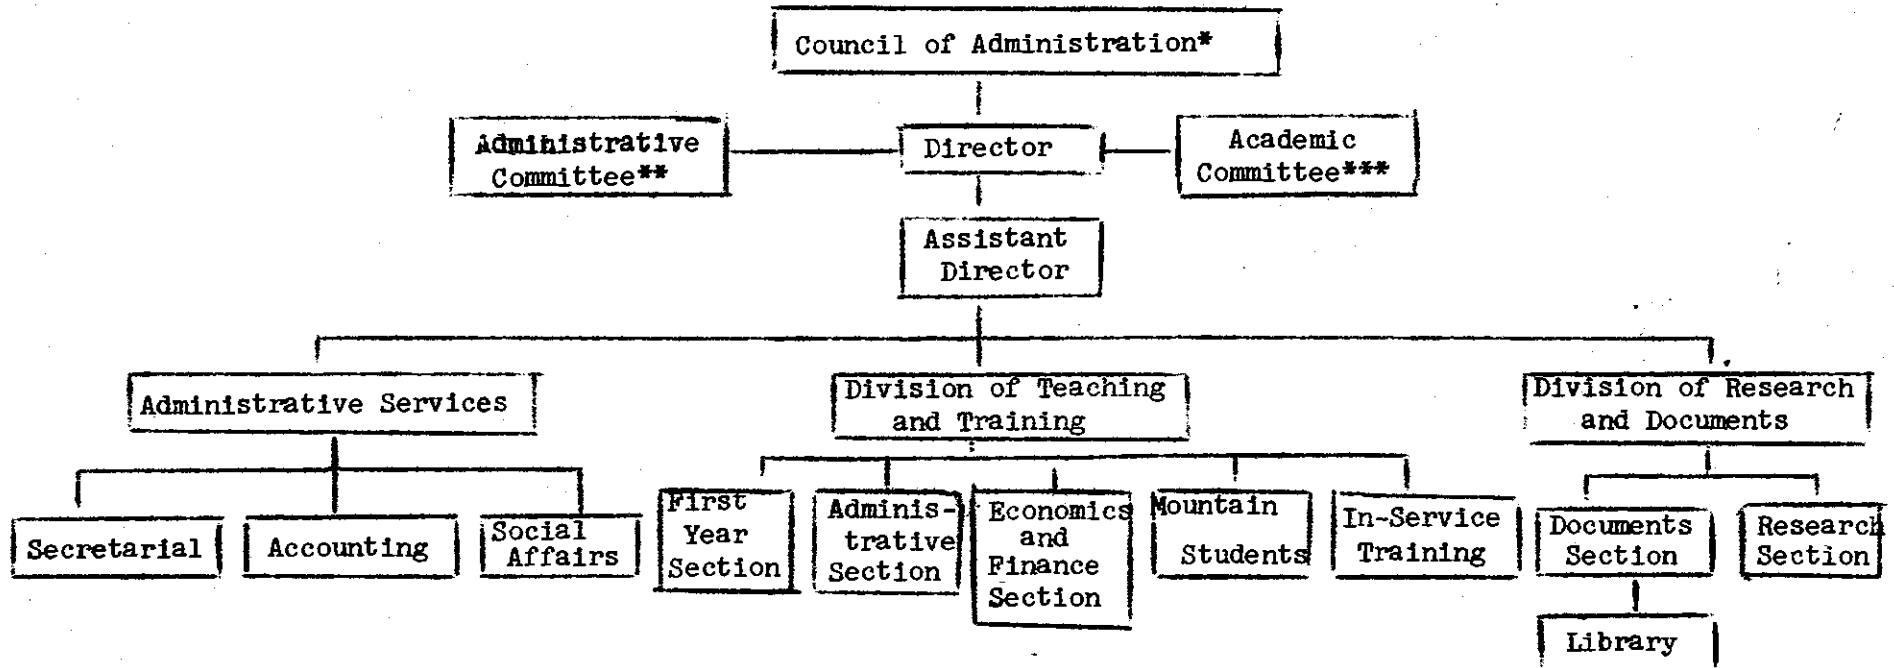 Council of Administration*
Administrative
Committee**
Director
Academic
Committee***
Assistant
Director
Administrative Services
Division of Teaching
and Training
Division of Research
and Documents
Secretarial
Accounting
Social
Affairs
First
Year
Section
Adminis-
trative
Section
Economics
and
Finance
Section
Mountain
Students
In-Service
Training
Documents
Section
Research
Section
Library